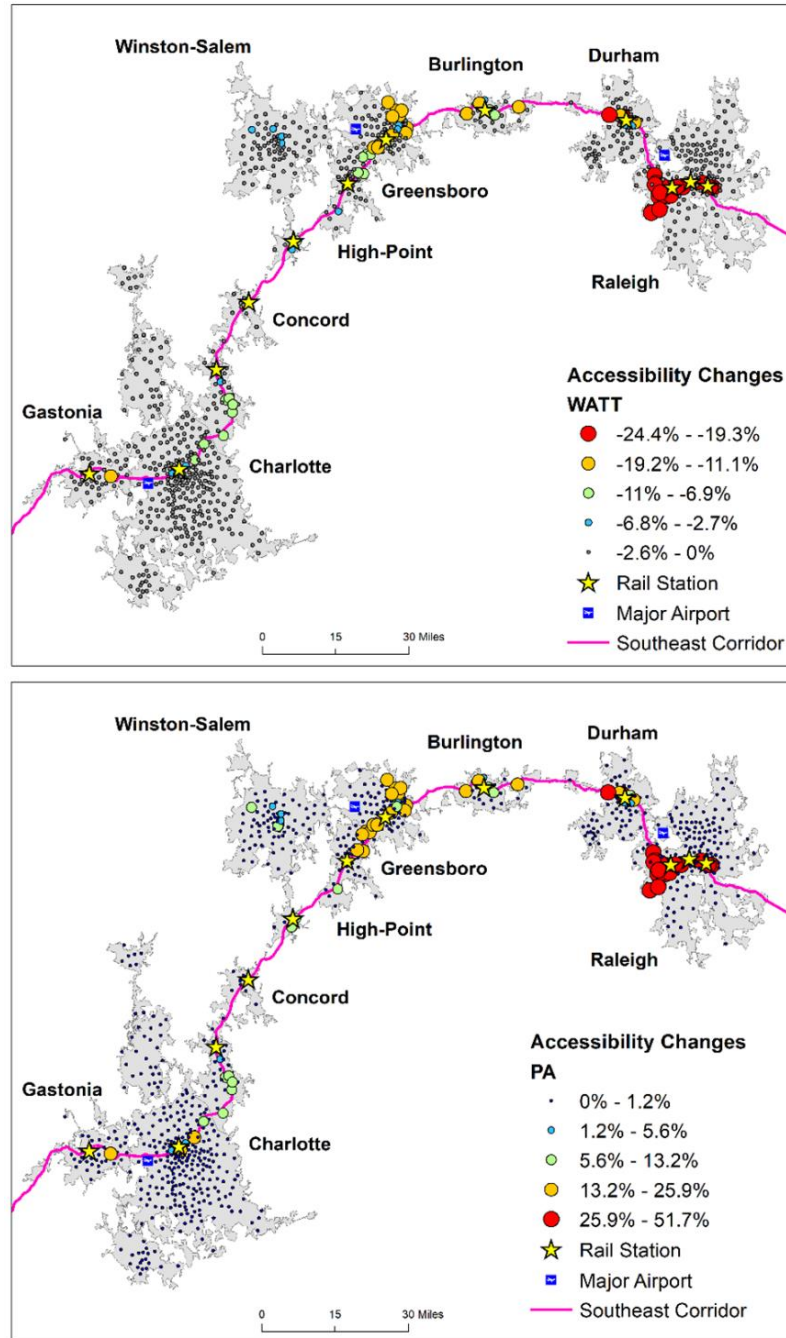 Winston-Salem
Burlington
Durham
Greensboro
High-Point
Raleigh
Concord
Gastonia
Charlotte
Accessibility Changes
WATT
-24.4% - -19.3%
-19.2% - -11.1%
-11% - -6.9%
-6.8% - -2.7%
-2.6% - 0%
Rail Station
Major Airport
Southeast Corridor
0 15 30 Miles
Winston-Salem
Burlington
Durham
Greensboro
High-Point
Raleigh
Concord
Gastonia
Charlotte
Accessibility Changes
PA
0% - 1.2%
1.2% - 5.6%
5.6% - 13.2%
13.2% - 25.9%
25.9% - 51.7%
Rail Station
Major Airport
Southeast Corridor
0 15 30 Miles